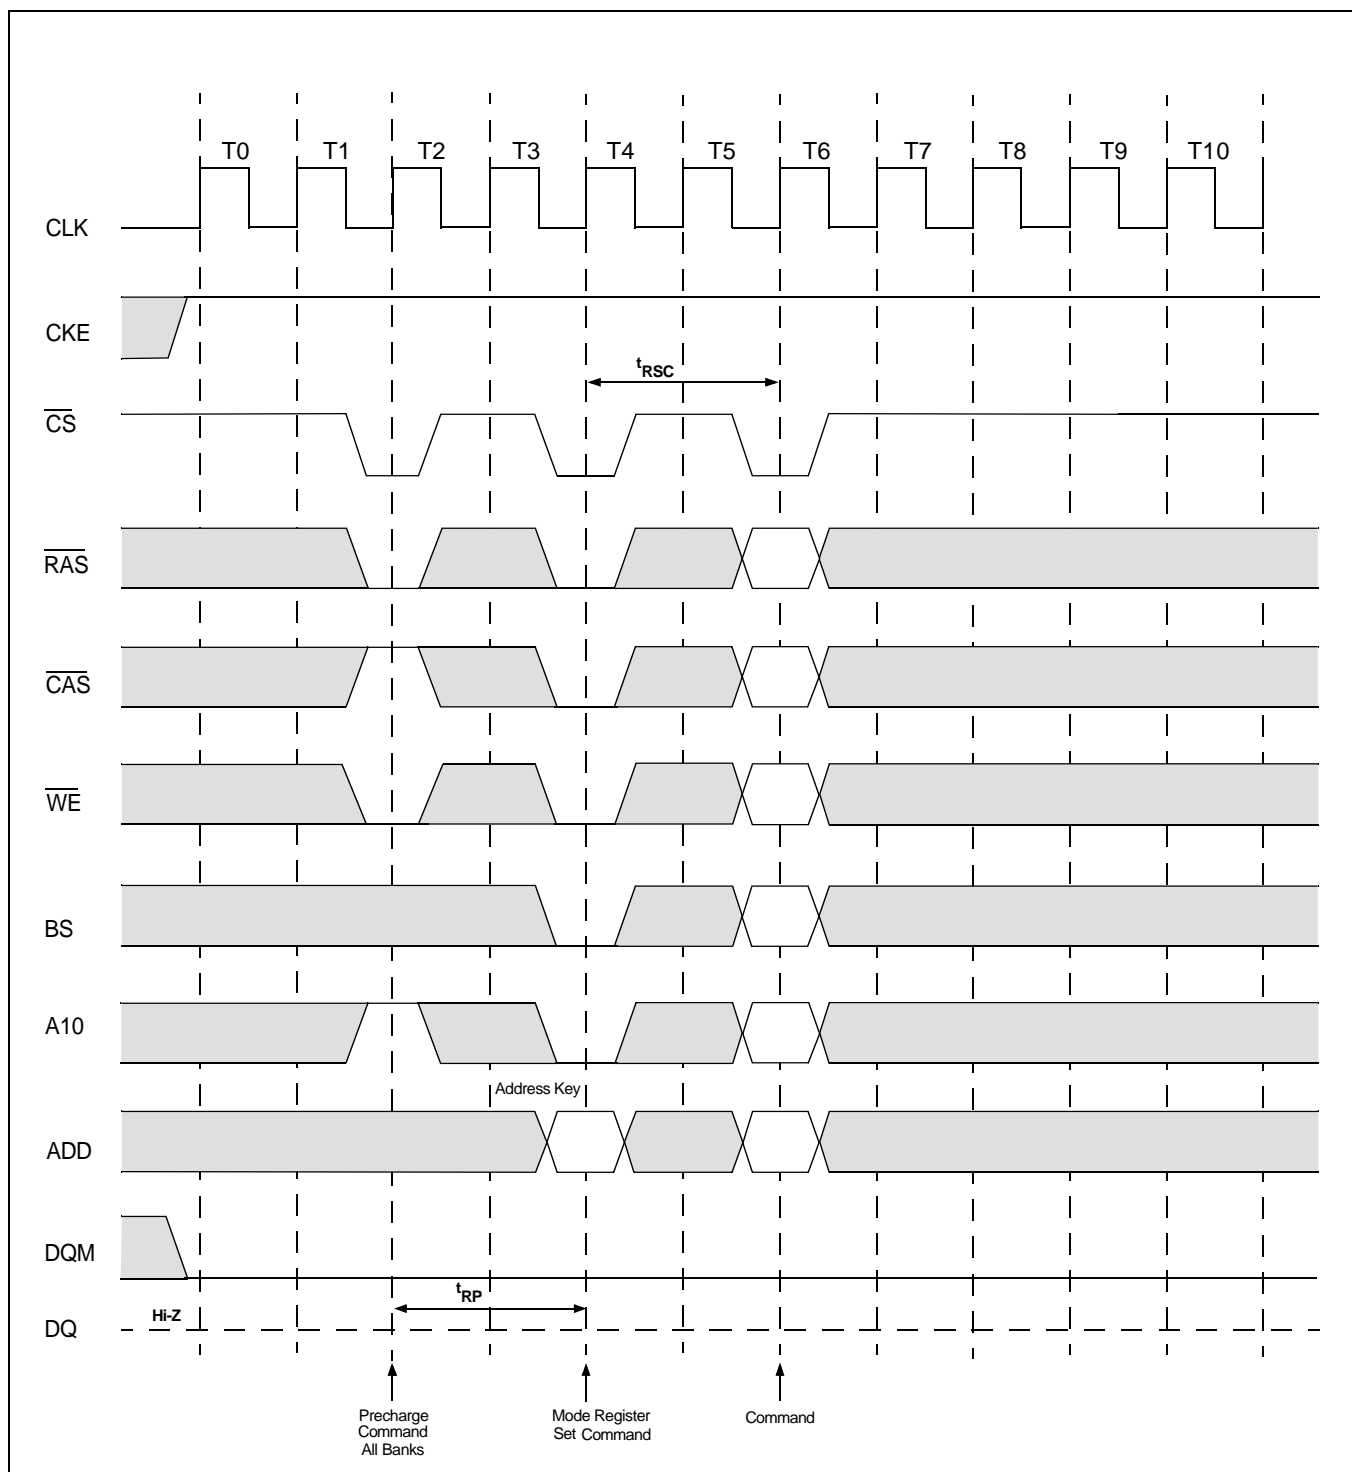 T0 T1 T2 T3 T4 T5 T6 T7 T8 T9 T10
CLK
CKE
tRSC
CS
RAS
CAS
WE
BS
A10
Address Key
ADD
DQM
tRP
Hi-Z
DQ
Precharge
Command
All Banks
Mode Register
Set Command
Command